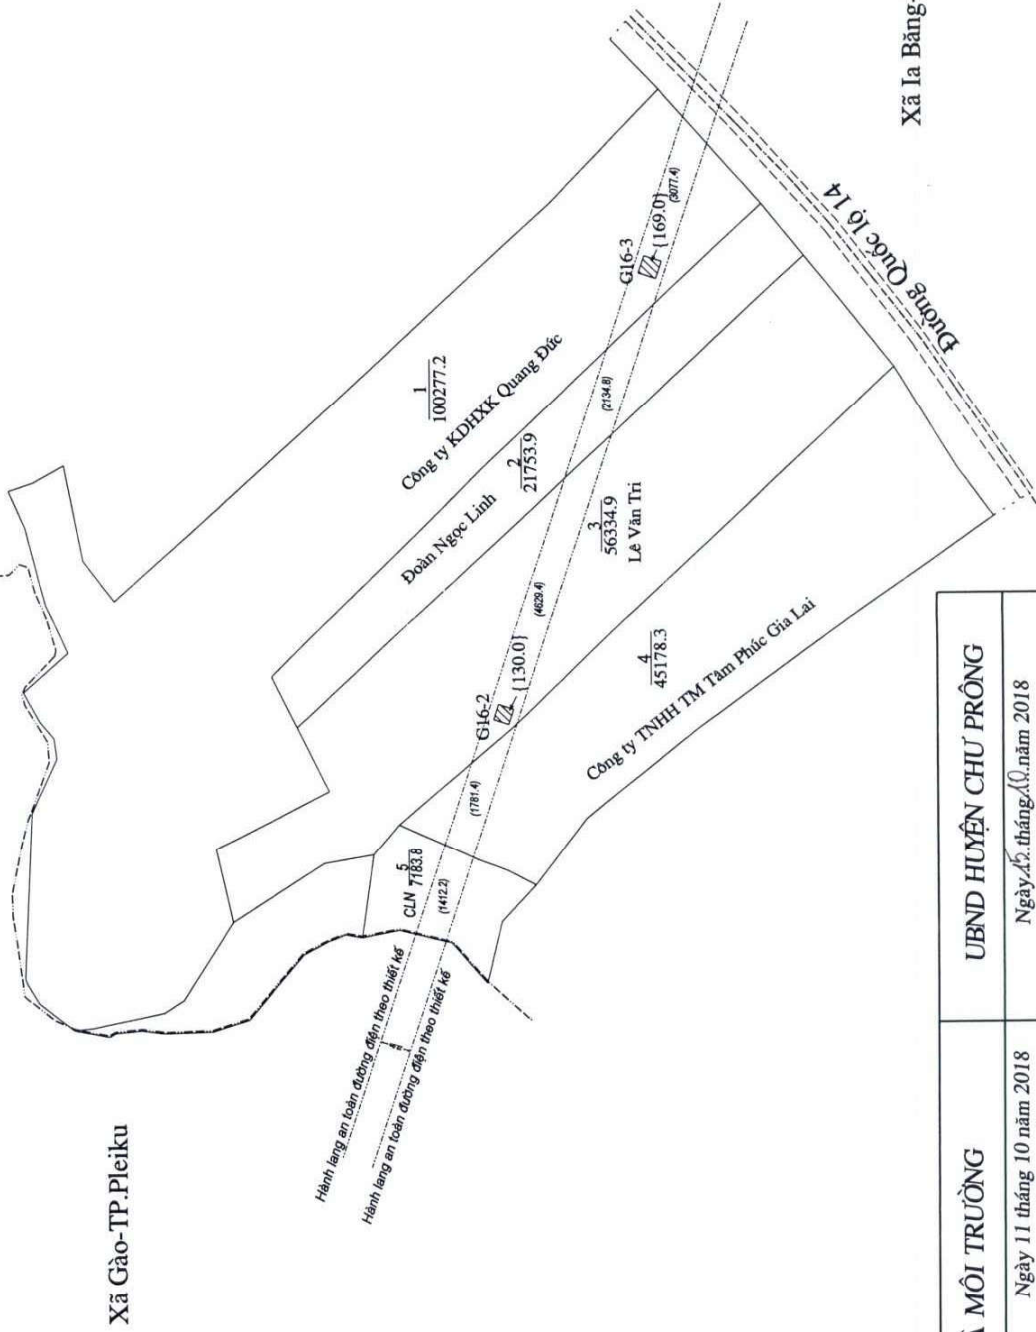 Xã Gào-TP.Pleiku
Xã Ia Băng-
Đường Quốc lộ 14
1
100277.2
Công ty KDHXK Quang Đức
2
21753.9
Đoàn Ngọc Linh
3
56334.9
Lê Văn Tri
4
45178.3
Công ty TNHH TM Tâm Phúc Gia Lai
CLN
5
7183.8
G16-3
{169.0}
(3077.4)
(2134.8)
(4629.4)
G16-2
{130.0}
(1781.4)
(1412.2)
Hành lang an toàn đường điện theo thiết kế
Hành lang an toàn đường điện theo thiết kế
À MÔI TRƯỜNG
UBND HUYỆN CHƯ PRÔNG
Ngày 11 tháng 10 năm 2018
Ngày 15.tháng.10.năm 2018